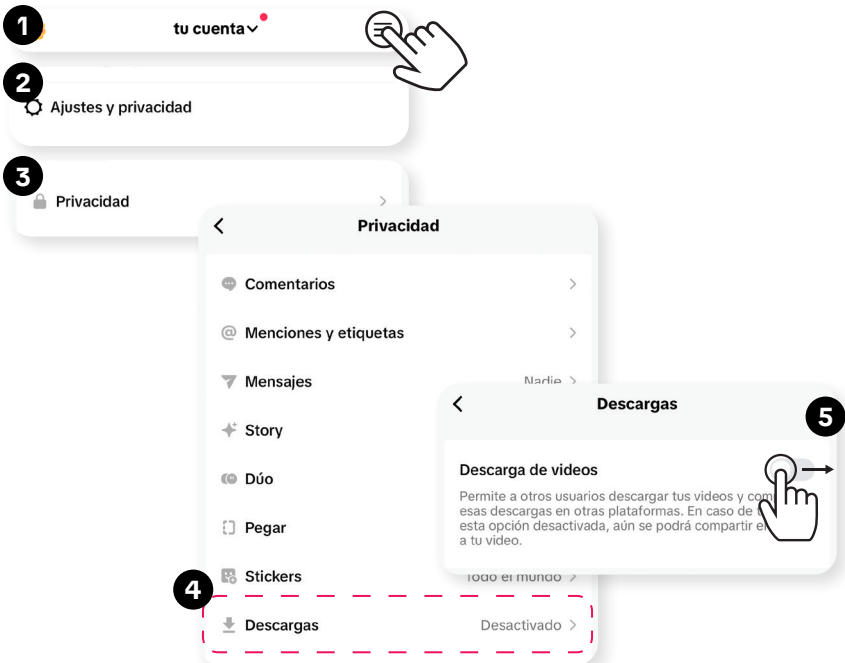 1
tu cuenta
2
Ajustes y privacidad
3
Privacidad
Privacidad
Comentarios
Menciones y etiquetas
Mensajes
Nadie
Story
Dúo
Pegar
Stickers
Todo el mundo
4
Descargas
Desactivado
Descargas
5
Descarga de videos
Permite a otros usuarios descargar tus videos y
esas descargas en otras plataformas. En caso de
esta opción desactivada, aún se podrá compartir
a tu video.